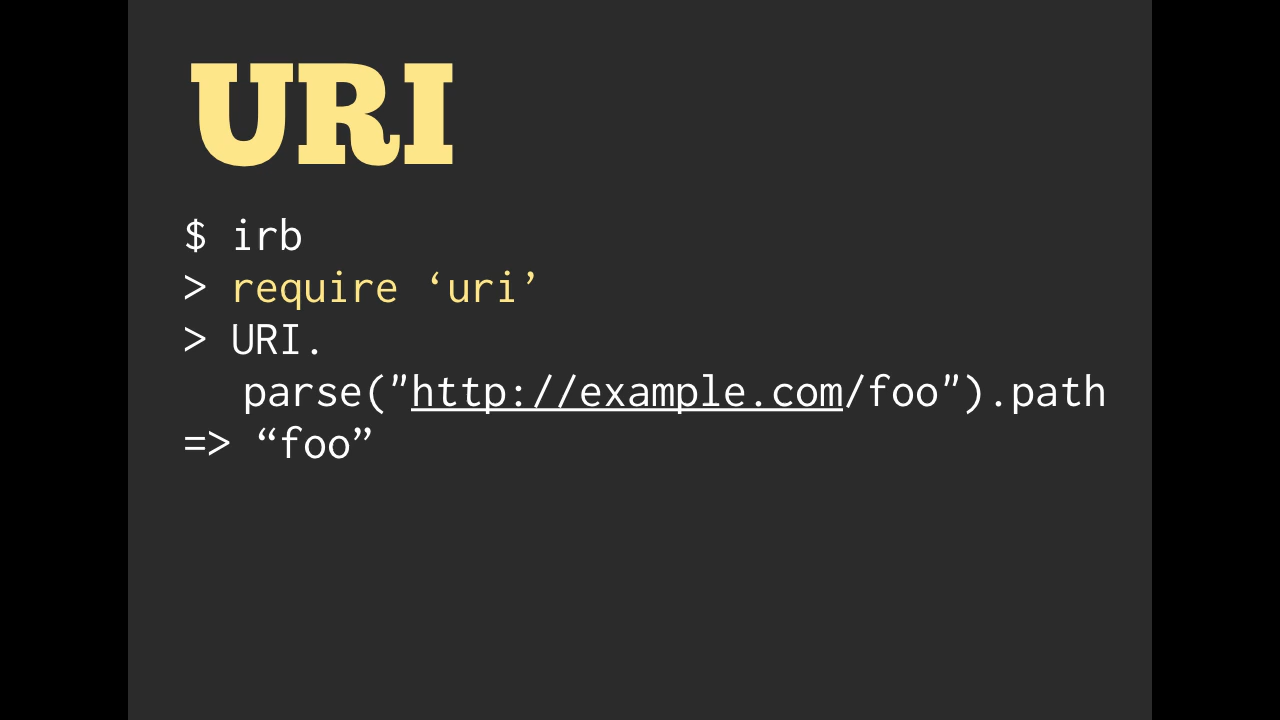 URI
$ irb
> require ‘uri’
> URI.
parse("http://example.com/foo").path
=> “foo”